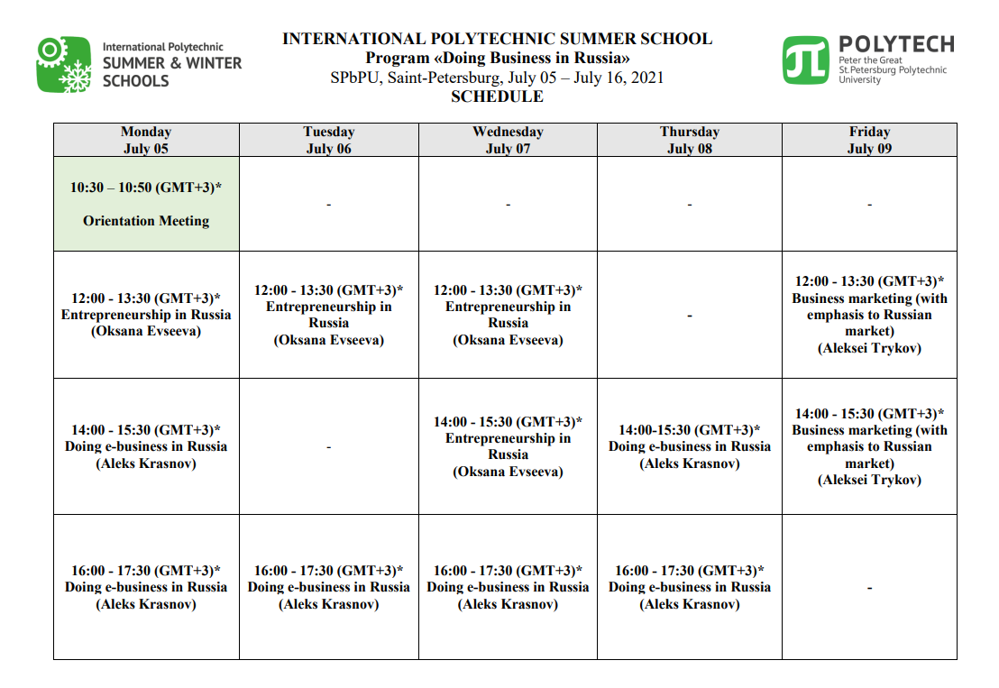 International Polytechnic
SUMMER & WINTER
SCHOOLS
INTERNATIONAL POLYTECHNIC SUMMER SCHOOL
Program «Doing Business in Russia»
SPbPU, Saint-Petersburg, July 05 – July 16, 2021
SCHEDULE
POLYTECH
Peter the Great
St.Petersburg Polytechnic
University
Monday
July 05
Tuesday
July 06
Wednesday
July 07
Thursday
July 08
Friday
July 09
10:30 – 10:50 (GMT+3)*
Orientation Meeting
-
-
-
-
12:00 - 13:30 (GMT+3)*
Entrepreneurship in Russia
(Oksana Evseeva)
12:00 - 13:30 (GMT+3)*
Entrepreneurship in
Russia
(Oksana Evseeva)
12:00 - 13:30 (GMT+3)*
Entrepreneurship in
Russia
(Oksana Evseeva)
-
12:00 - 13:30 (GMT+3)*
Business marketing (with
emphasis to Russian
market)
(Aleksei Trykov)
14:00 - 15:30 (GMT+3)*
Doing e-business in Russia
(Aleks Krasnov)
-
14:00 - 15:30 (GMT+3)*
Entrepreneurship in
Russia
(Oksana Evseeva)
14:00-15:30 (GMT+3)*
Doing e-business in Russia
(Aleks Krasnov)
14:00 - 15:30 (GMT+3)*
Business marketing (with
emphasis to Russian
market)
(Aleksei Trykov)
16:00 - 17:30 (GMT+3)*
Doing e-business in Russia
(Aleks Krasnov)
16:00 - 17:30 (GMT+3)*
Doing e-business in Russia
(Aleks Krasnov)
16:00 - 17:30 (GMT+3)*
Doing e-business in Russia
(Aleks Krasnov)
16:00 - 17:30 (GMT+3)*
Doing e-business in Russia
(Aleks Krasnov)
-